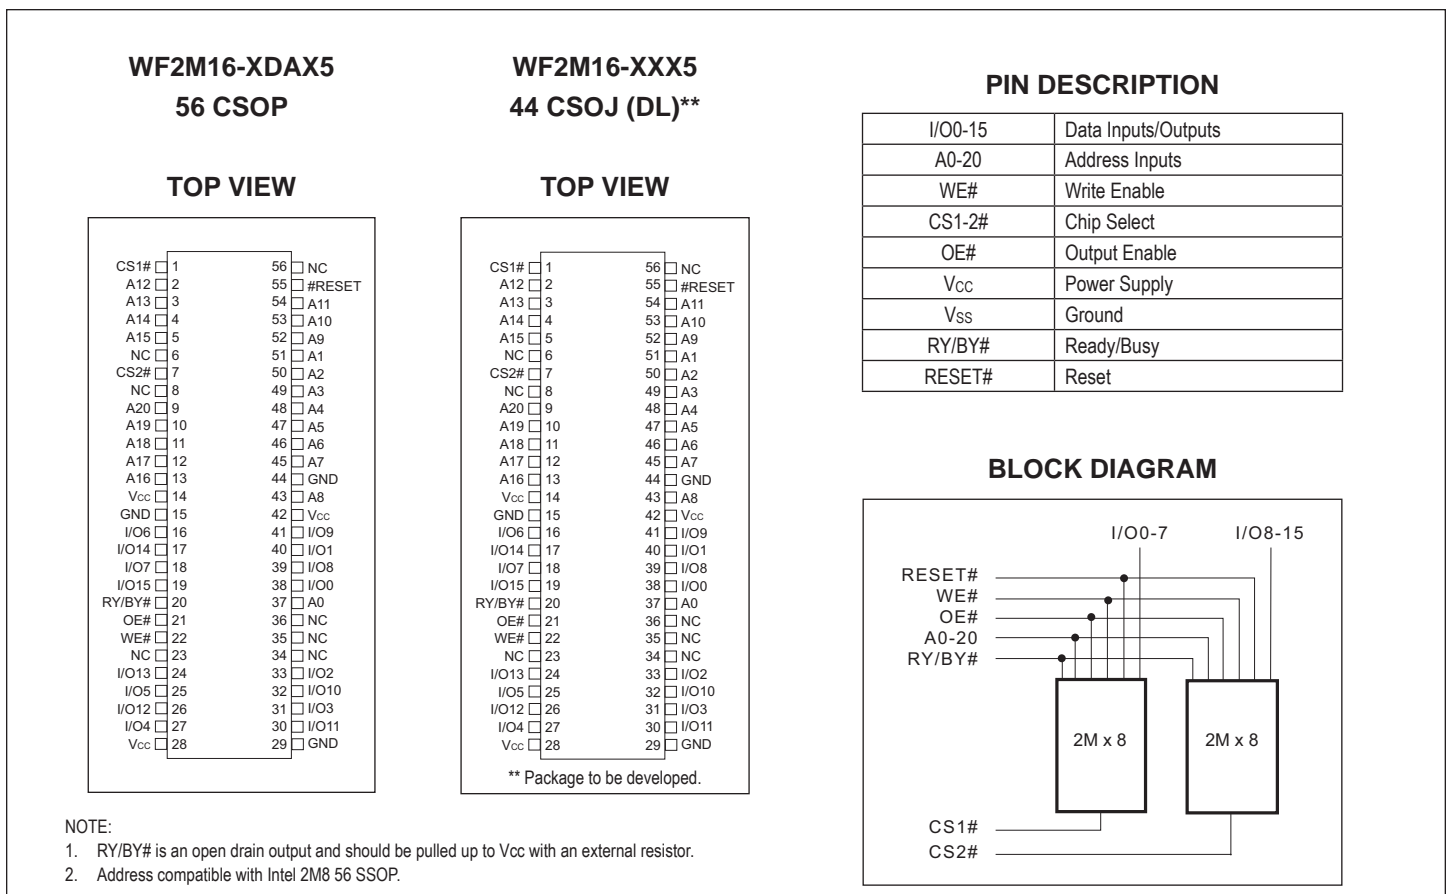 WF2M16-XDAX5
56 CSOP
TOP VIEW
CS1# 1 56 NC
A12 2 55 #RESET
A13 3 54 A11
A14 4 53 A10
A15 5 52 A9
NC 6 51 A1
CS2# 7 50 A2
NC 8 49 A3
A20 9 48 A4
A19 10 47 A5
A18 11 46 A6
A17 12 45 A7
A16 13 44 GND
Vcc 14 43 A8
GND 15 42 Vcc
I/O6 16 41 I/O9
I/O14 17 40 I/O1
I/O7 18 39 I/O8
I/O15 19 38 I/O0
RY/BY# 20 37 A0
OE# 21 36 NC
WE# 22 35 NC
NC 23 34 NC
I/O13 24 33 I/O2
I/O5 25 32 I/O10
I/O12 26 31 I/O3
I/O4 27 30 I/O11
Vcc 28 29 GND
WF2M16-XXX5
44 CSOJ (DL)**
TOP VIEW
CS1# 1 56 NC
A12 2 55 #RESET
A13 3 54 A11
A14 4 53 A10
A15 5 52 A9
NC 6 51 A1
CS2# 7 50 A2
NC 8 49 A3
A20 9 48 A4
A19 10 47 A5
A18 11 46 A6
A17 12 45 A7
A16 13 44 GND
Vcc 14 43 A8
GND 15 42 Vcc
I/O6 16 41 I/O9
I/O14 17 40 I/O1
I/O7 18 39 I/O8
I/O15 19 38 I/O0
RY/BY# 20 37 A0
OE# 21 36 NC
WE# 22 35 NC
NC 23 34 NC
I/O13 24 33 I/O2
I/O5 25 32 I/O10
I/O12 26 31 I/O3
I/O4 27 30 I/O11
Vcc 28 29 GND
** Package to be developed.
PIN DESCRIPTION
I/O0-15 Data Inputs/Outputs
A0-20 Address Inputs
WE# Write Enable
CS1-2# Chip Select
OE# Output Enable
Vcc Power Supply
Vss Ground
RY/BY# Ready/Busy
RESET# Reset
BLOCK DIAGRAM
I/O0-7 I/O8-15
RESET#
WE#
OE#
A0-20
RY/BY#
2M x 8 2M x 8
CS1#
CS2#
NOTE:
1. RY/BY# is an open drain output and should be pulled up to Vcc with an external resistor.
2. Address compatible with Intel 2M8 56 SSOP.